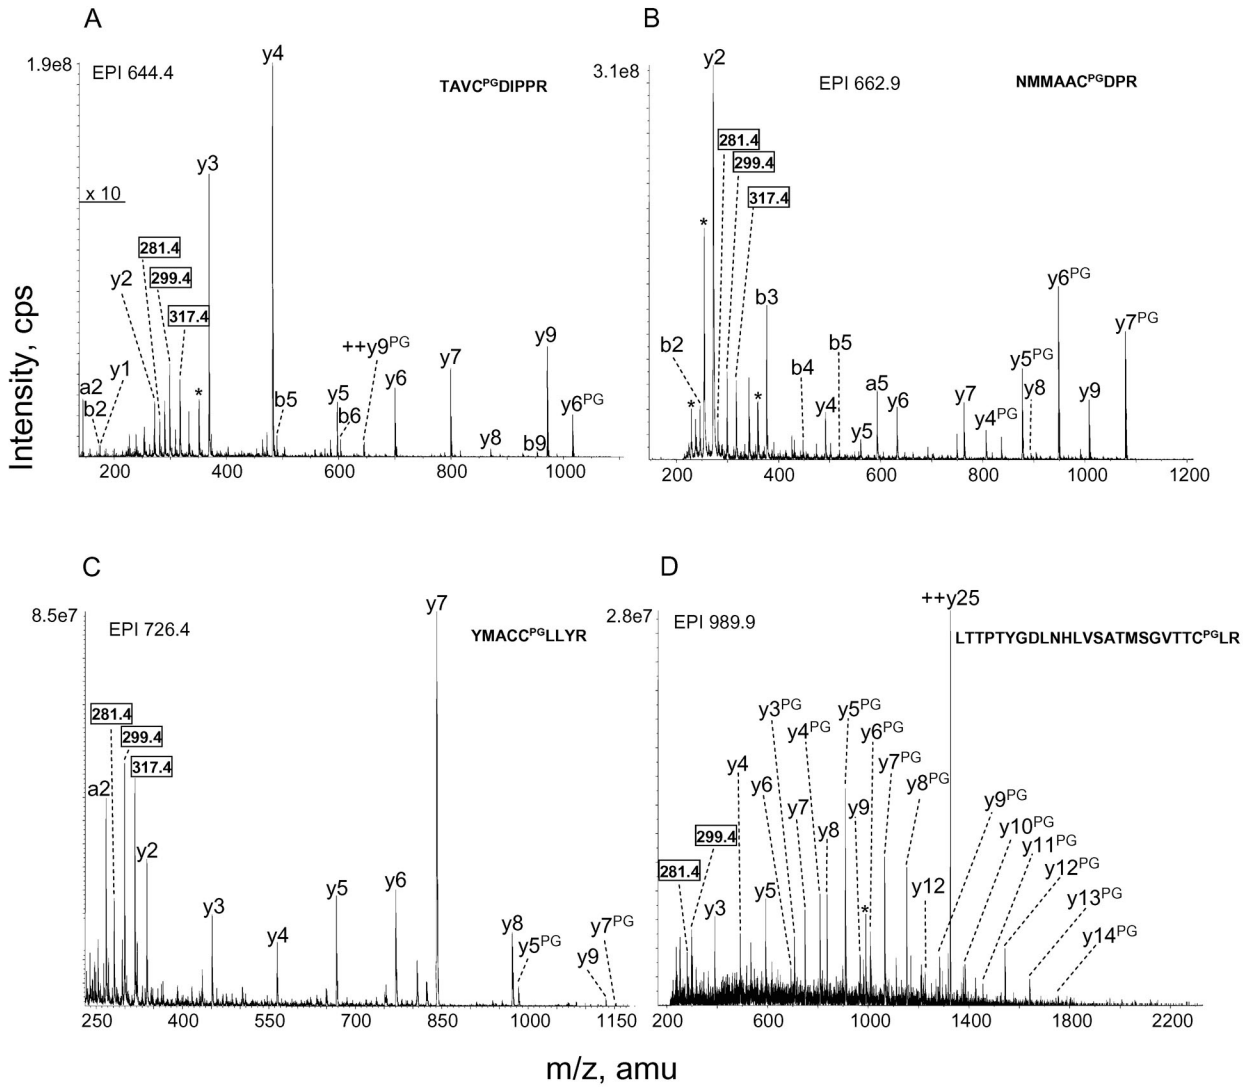 A
1.9e8
EPI 644.4
TAVCᴾᴳDIPPR
y4
y3
x 10
281.4
299.4
317.4
y2
a2
b2
y1
*
b5
++y9ᴾᴳ
y5
b6
y6
y7
y8
b9
y9
y6ᴾᴳ
200 400 600 800 1000
B
3.1e8
EPI 662.9
NMMAACᴾᴳDPR
y2
281.4
299.4
317.4
*
b2
*
*
b3
b4
b5
y4
y5
a5
y6
y7
y4ᴾᴳ
y5ᴾᴳ
y8
y6ᴾᴳ
y9
y7ᴾᴳ
200 400 600 800 1000 1200
Intensity, cps
C
8.5e7
EPI 726.4
YMACCᴾᴳLLYR
y7
281.4
299.4
317.4
a2
y2
y3
y4
y5
y6
y8
y5ᴾᴳ
y9
y7ᴾᴳ
250 400 550 700 850 1000 1150
D
2.8e7
EPI 989.9
++y25
LTTPTYGDLNHLVSATMSGVTTCᴾᴳLR
281.4
299.4
y3
y4
y5
y6
y3ᴾᴳ
y7
y4ᴾᴳ
y8
y5ᴾᴳ
y9
*
y6ᴾᴳ
y7ᴾᴳ
y8ᴾᴳ
y12
y9ᴾᴳ
y10ᴾᴳ
y11ᴾᴳ
y12ᴾᴳ
y13ᴾᴳ
y14ᴾᴳ
200 600 1000 1400 1800 2200
m/z, amu